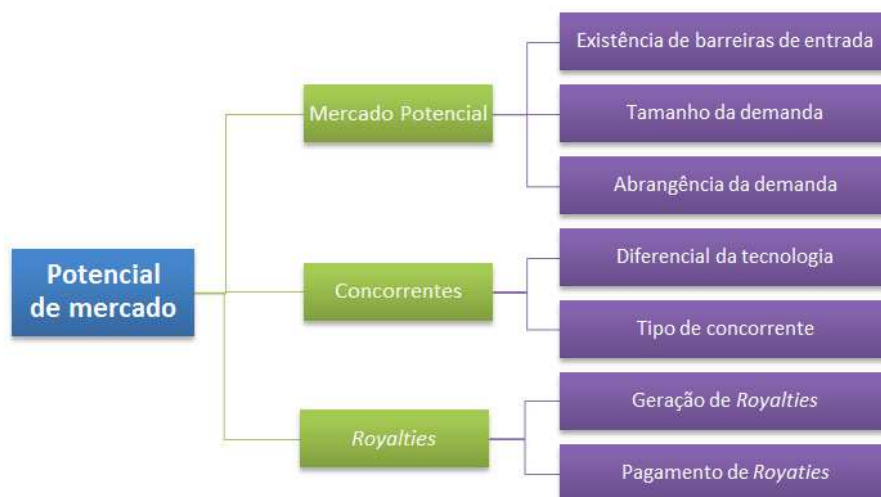 Existência de barreiras de entrada
Mercado Potencial
Tamanho da demanda
Abrangência da demanda
Potencial
de mercado
Concorrentes
Diferencial da tecnologia
Tipo de concorrente
Royalties
Geração de Royalties
Pagamento de Royaties